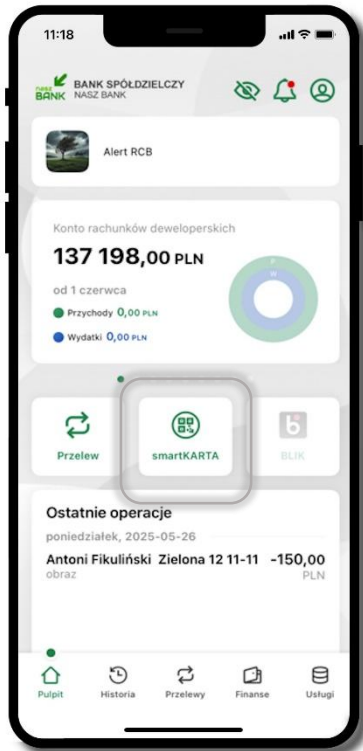 11:18
nasz BANK
BANK SPÓŁDZIELCZY
NASZ BANK
Alert RCB
Konto rachunków deweloperskich
137 198,00 PLN
od 1 czerwca
Przychody 0,00 PLN
Wydatki 0,00 PLN
P
W
Przelew
smartKARTA
BLIK
Ostatnie operacje
poniedziałek, 2025-05-26
Antoni Fikuliński Zielona 12 11-11 -150,00
obraz PLN
Pulpit Historia Przelewy Finanse Usługi